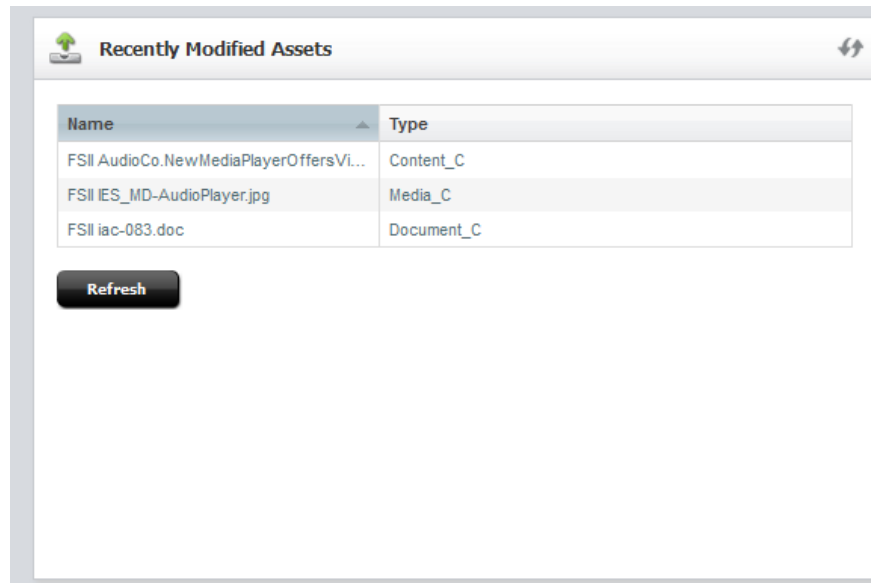 Recently Modified Assets
Name Type
FSII AudioCo.NewMediaPlayerOffersVi... Content_C
FSII IES_MD-AudioPlayer.jpg Media_C
FSII iac-083.doc Document_C
Refresh